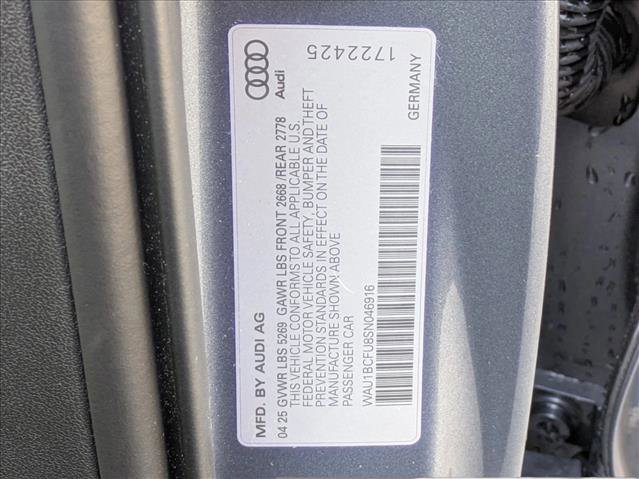 MFD. BY AUDI AG
Audi
04 25 GVWR LBS 5269 GAWR LBS FRONT 2668/REAR 2778
THIS VEHICLE CONFORMS TO ALL APPLICABLE U.S.
FEDERAL MOTOR VEHICLE SAFETY, BUMPER AND THEFT
PREVENTION STANDARDS IN EFFECT ON THE DATE OF
MANUFACTURE SHOWN ABOVE
PASSENGER CAR
WAU1BCFU8SN046916
1722425
GERMANY